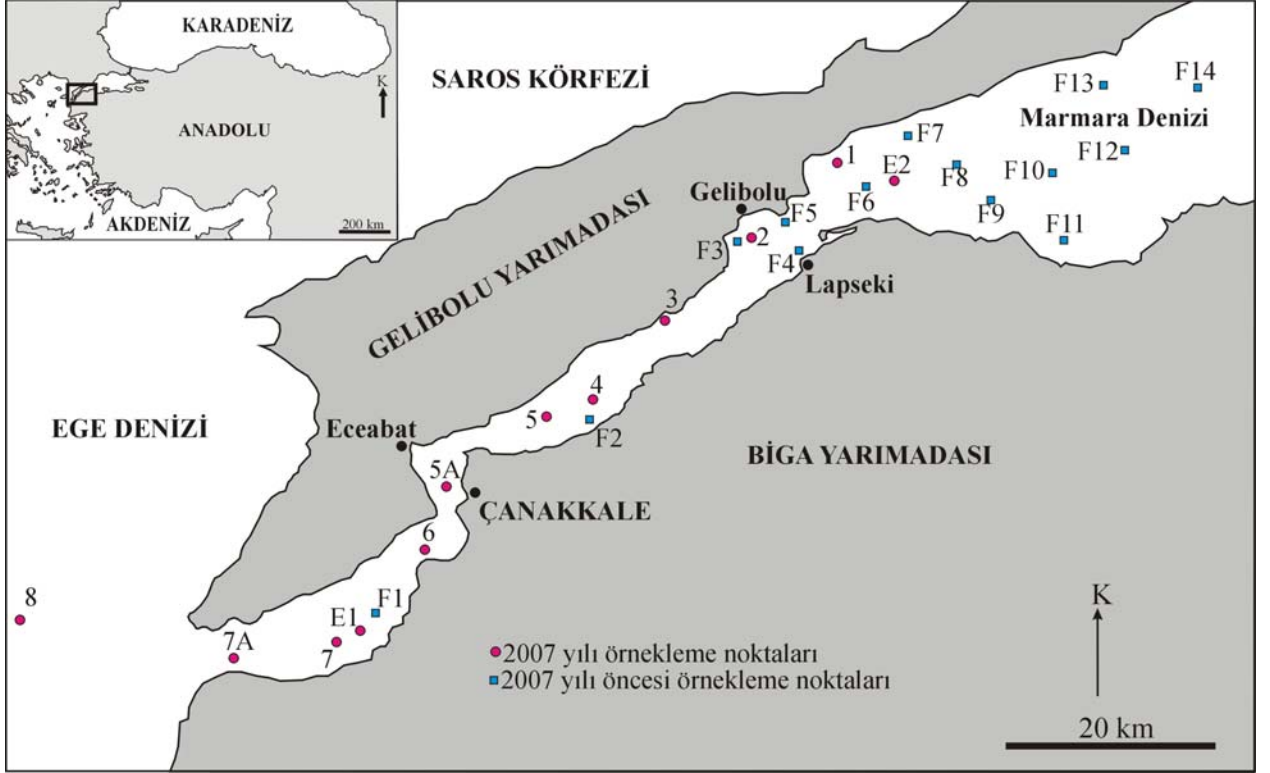 KARADENİZ
K
ANADOLU
AKDENİZ
200 km
SAROS KÖRFEZİ
F13
F14
Marmara Denizi
F7
1
E2
F8
F10
F12
F6
F9
F11
Gelibolu
F5
2
F3
F4
Lapseki
GELİBOLU YARIMADASI
3
4
5
F2
EGE DENİZİ
Eceabat
BİGA YARIMADASI
5A
ÇANAKKALE
6
8
E1
F1
7A
7
K
2007 yılı örnekleme noktaları
2007 yılı öncesi örnekleme noktaları
20 km